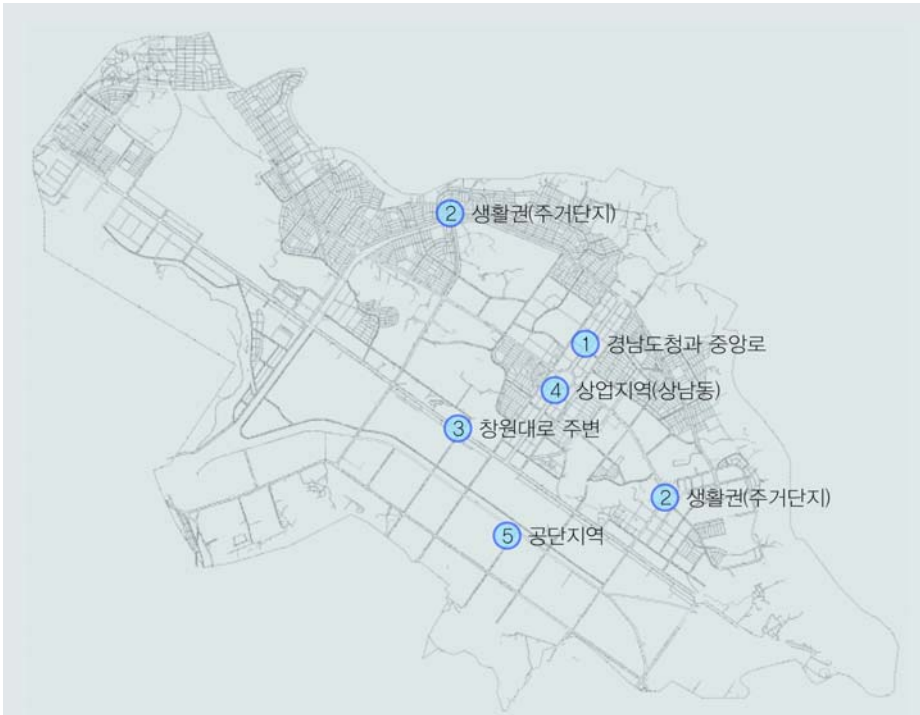 ② 생활권(주거단지)
① 경남도청과 중앙로
④ 상업지역(상남동)
③ 창원대로 주변
② 생활권(주거단지)
⑤ 공단지역